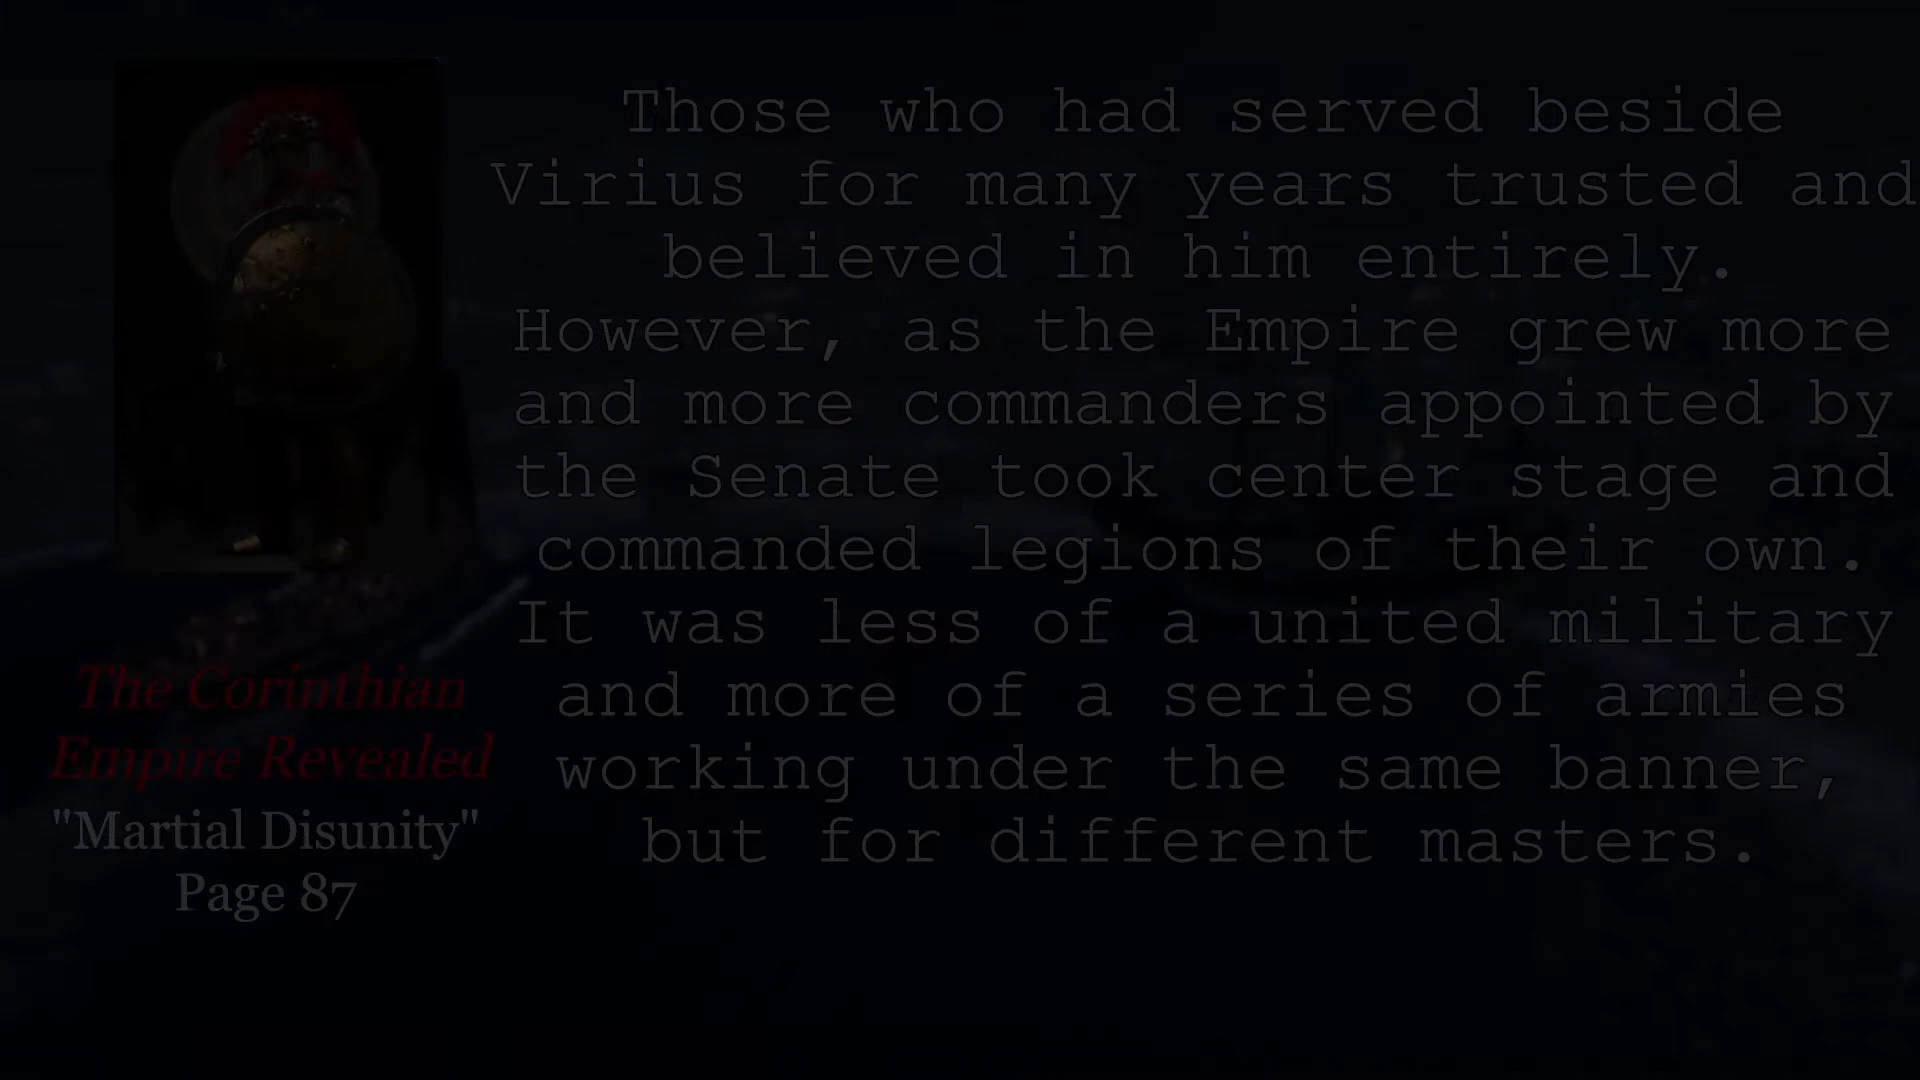 Those who had served beside
Virius for many years trusted and
believed in him entirely.
However, as the Empire grew more
and more commanders appointed by
the Senate took center stage and
commanded legions of their own.
It was less of a united military
and more of a series of armies
working under the same banner,
but for different masters.
The Corinthian
Empire Revealed
"Martial Disunity"
Page 87